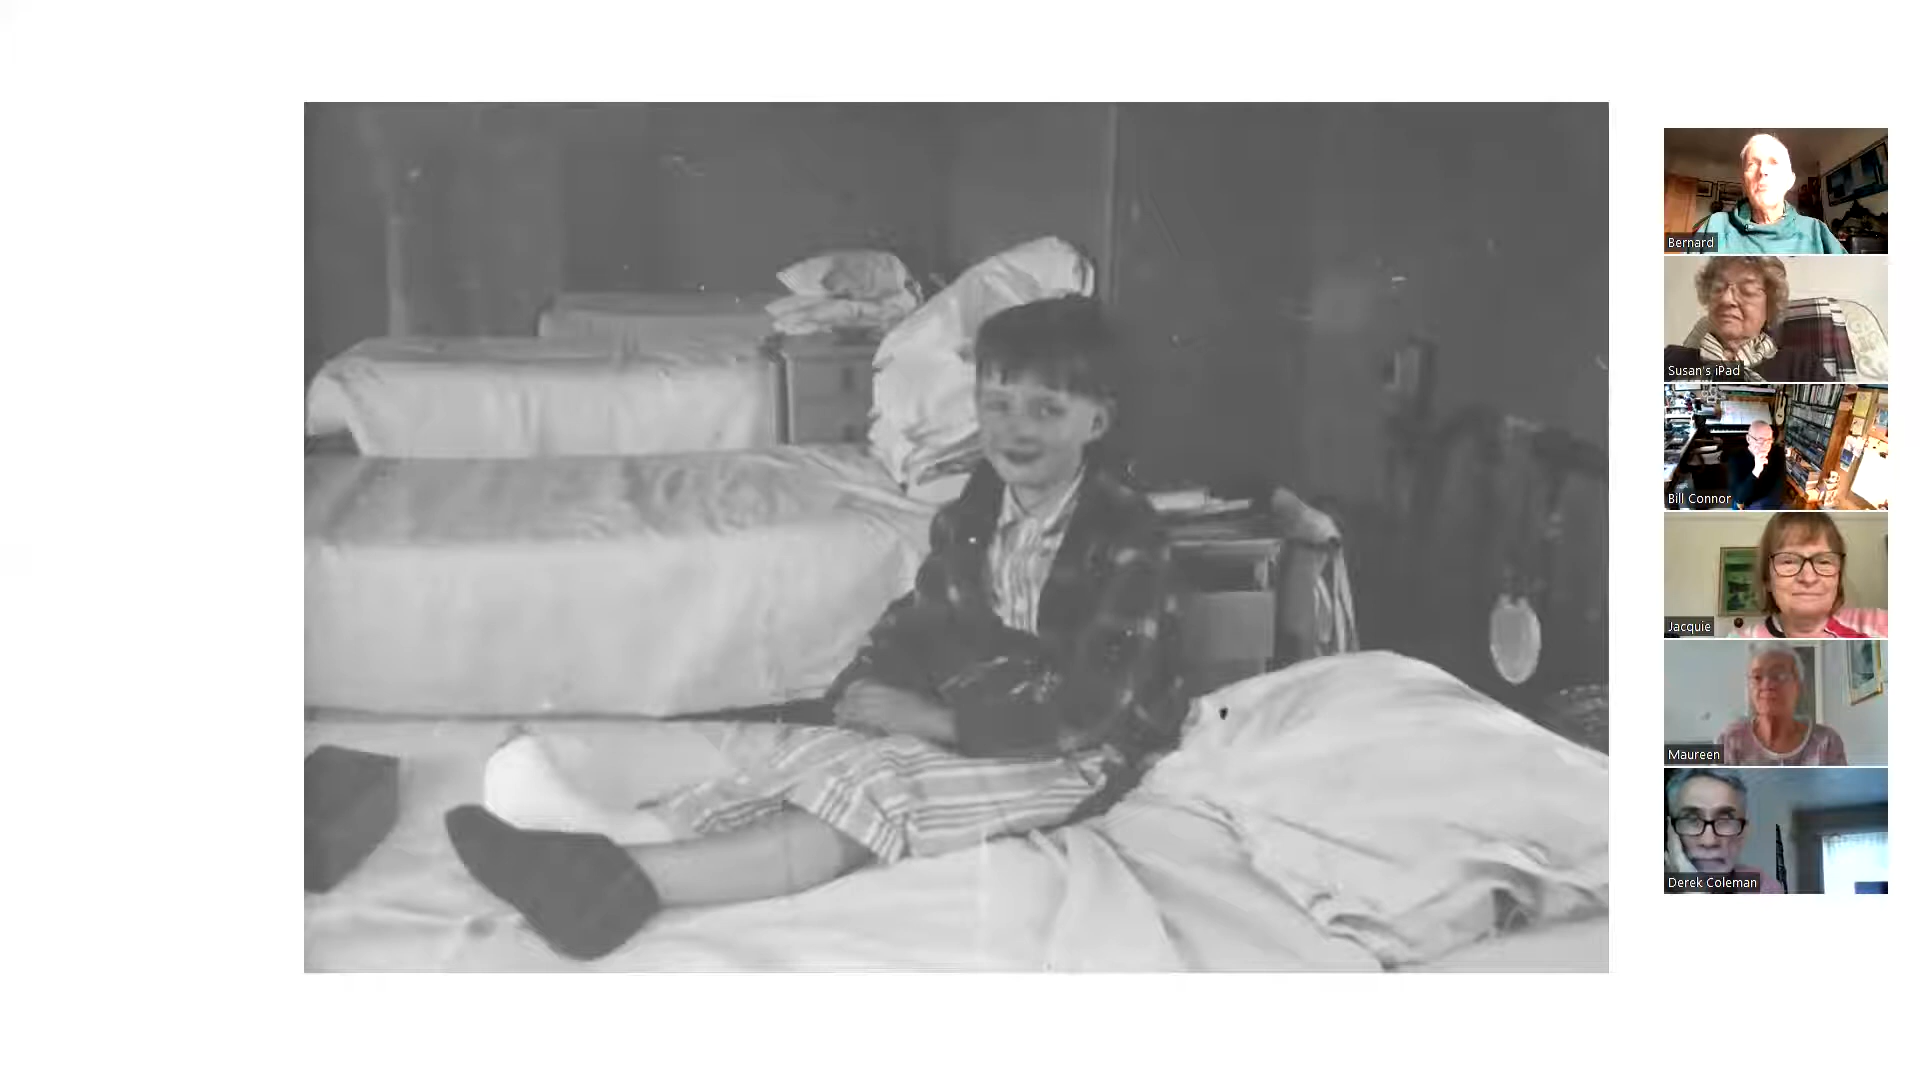 Bernard
Susan's iPad
Bill Connor
Jacquie
Maureen
Derek Coleman